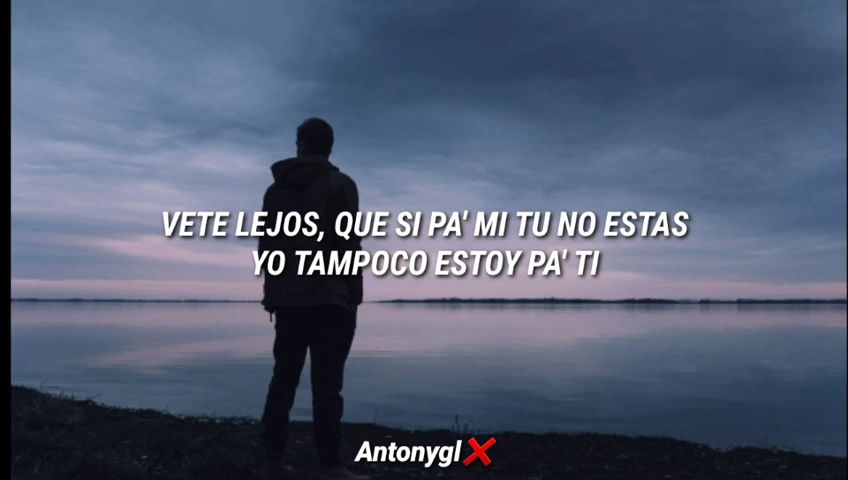 VETE LEJOS, QUE SI PA' MI TU NO ESTAS
YO TAMPOCO ESTOY PA' TI
Antonygl❌